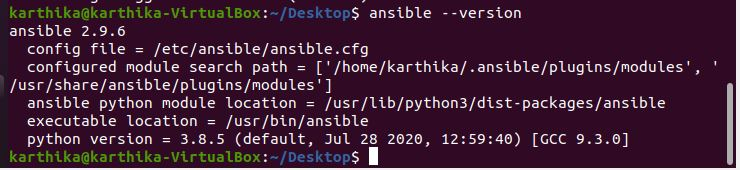 karthika@karthika-VirtualBox:~/Desktop$ ansible --version
ansible 2.9.6
  config file = /etc/ansible/ansible.cfg
  configured module search path = ['/home/karthika/.ansible/plugins/modules', '
/usr/share/ansible/plugins/modules']
  ansible python module location = /usr/lib/python3/dist-packages/ansible
  executable location = /usr/bin/ansible
  python version = 3.8.5 (default, Jul 28 2020, 12:59:40) [GCC 9.3.0]
karthika@karthika-VirtualBox:~/Desktop$